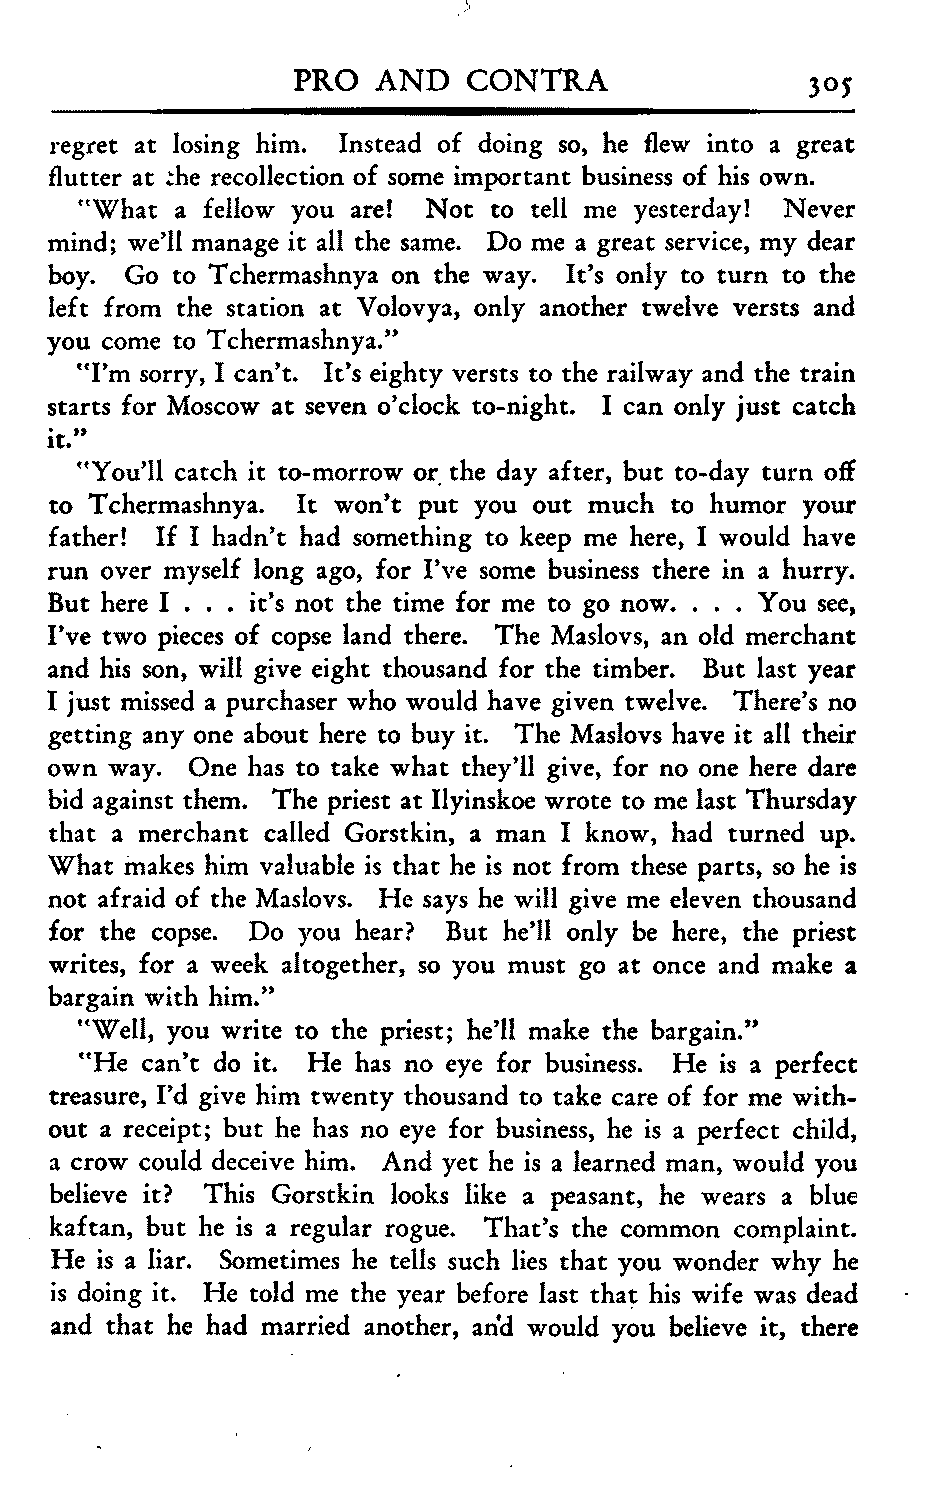 PRO AND CONTRA 305
regret at losing him. Instead of doing so, he flew into a great
flutter at the recollection of some important business of his own.
"What a fellow you are! Not to tell me yesterday! Never
mind; we'll manage it all the same. Do me a great service, my dear
boy. Go to Tchermashnya on the way. It's only to turn to the
left from the station at Volovya, only another twelve versts and
you come to Tchermashnya."
"I'm sorry, I can't. It's eighty versts to the railway and the train
starts for Moscow at seven o'clock to-night. I can only just catch
it."
"You'll catch it to-morrow or the day after, but to-day turn off
to Tchermashnya. It won't put you out much to humor your
father! If I hadn't had something to keep me here, I would have
run over myself long ago, for I've some business there in a hurry.
But here I . . . it's not the time for me to go now. . . . You see,
I've two pieces of copse land there. The Maslovs, an old merchant
and his son, will give eight thousand for the timber. But last year
I just missed a purchaser who would have given twelve. There's no
getting any one about here to buy it. The Maslovs have it all their
own way. One has to take what they'll give, for no one here dare
bid against them. The priest at Ilyinskoe wrote to me last Thursday
that a merchant called Gorstkin, a man I know, had turned up.
What makes him valuable is that he is not from these parts, so he is
not afraid of the Maslovs. He says he will give me eleven thousand
for the copse. Do you hear? But he'll only be here, the priest
writes, for a week altogether, so you must go at once and make a
bargain with him."
"Well, you write to the priest; he'll make the bargain."
"He can't do it. He has no eye for business. He is a perfect
treasure, I'd give him twenty thousand to take care of for me with-
out a receipt; but he has no eye for business, he is a perfect child,
a crow could deceive him. And yet he is a learned man, would you
believe it? This Gorstkin looks like a peasant, he wears a blue
kaftan, but he is a regular rogue. That's the common complaint.
He is a liar. Sometimes he tells such lies that you wonder why he
is doing it. He told me the year before last that his wife was dead
and that he had married another, and would you believe it, there